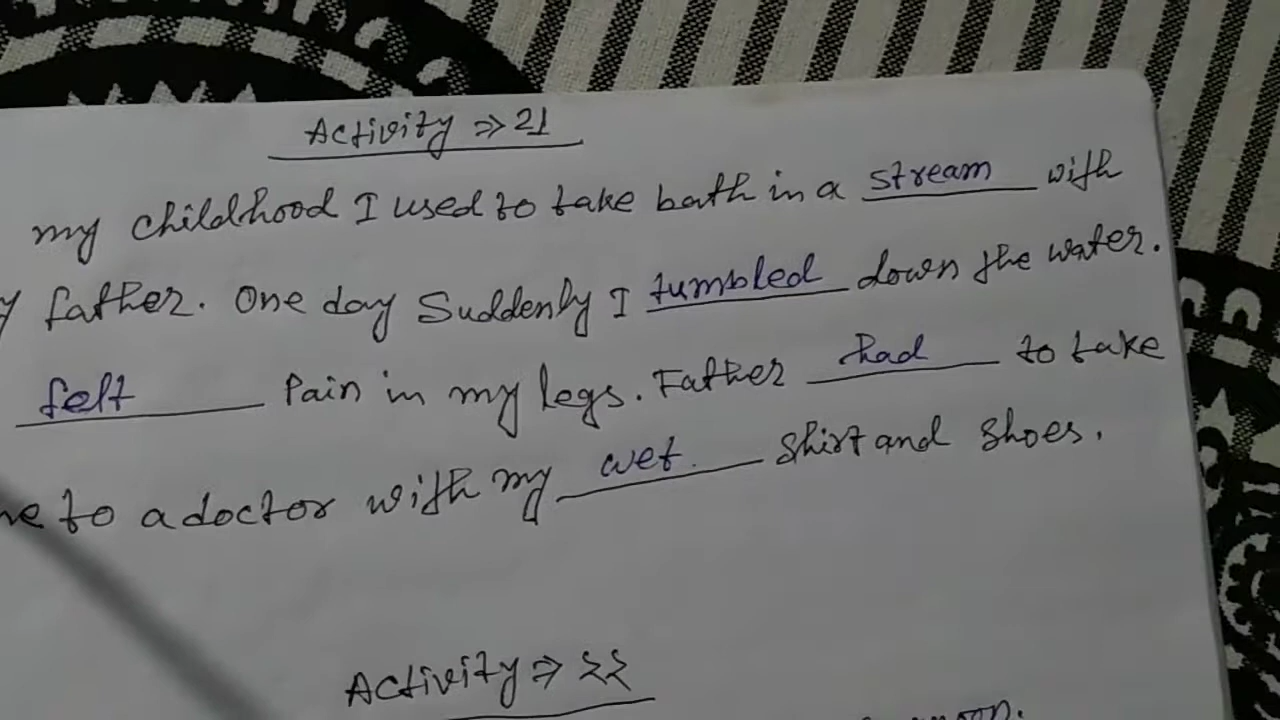 Activity ⇒ 21
my childhood I used to take bath in a stream with
father. One day Suddenly I tumbled down the water.
felt Pain in my legs. Father had to take
to a doctor with my wet shirt and shoes.
Activity ⇒ 22